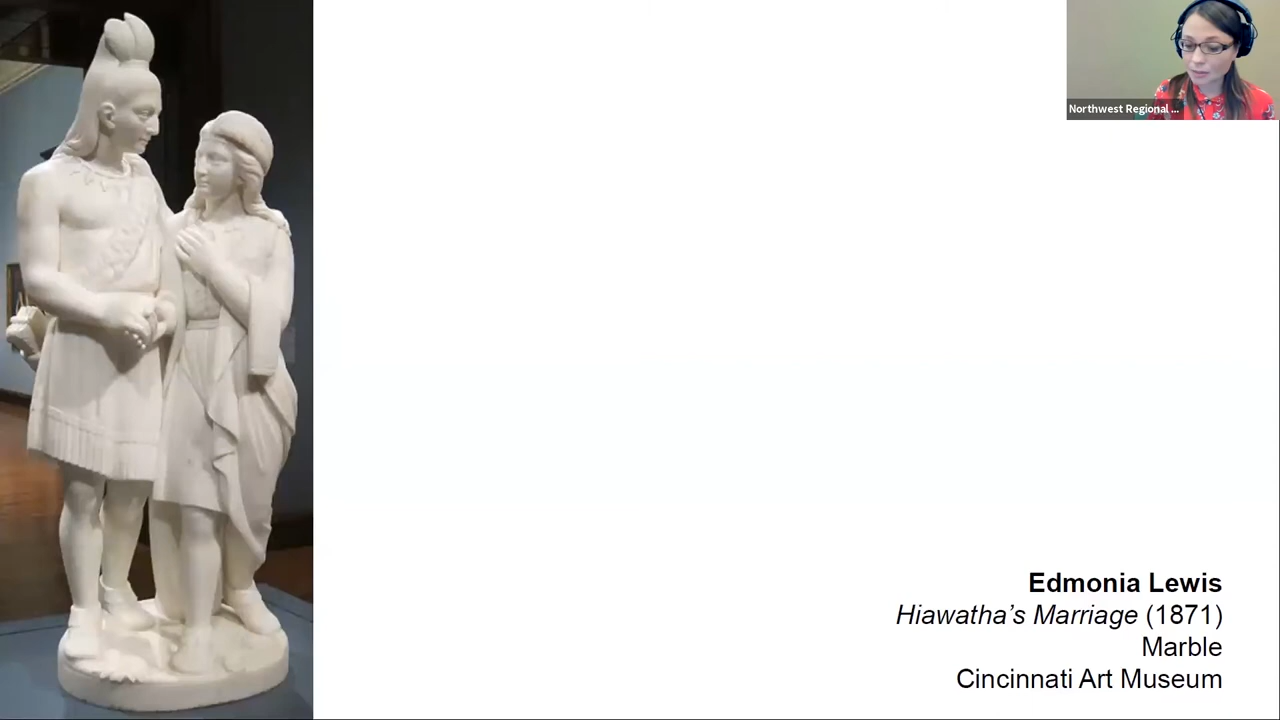 Northwest Regional ...
Edmonia Lewis
Hiawatha’s Marriage (1871)
Marble
Cincinnati Art Museum